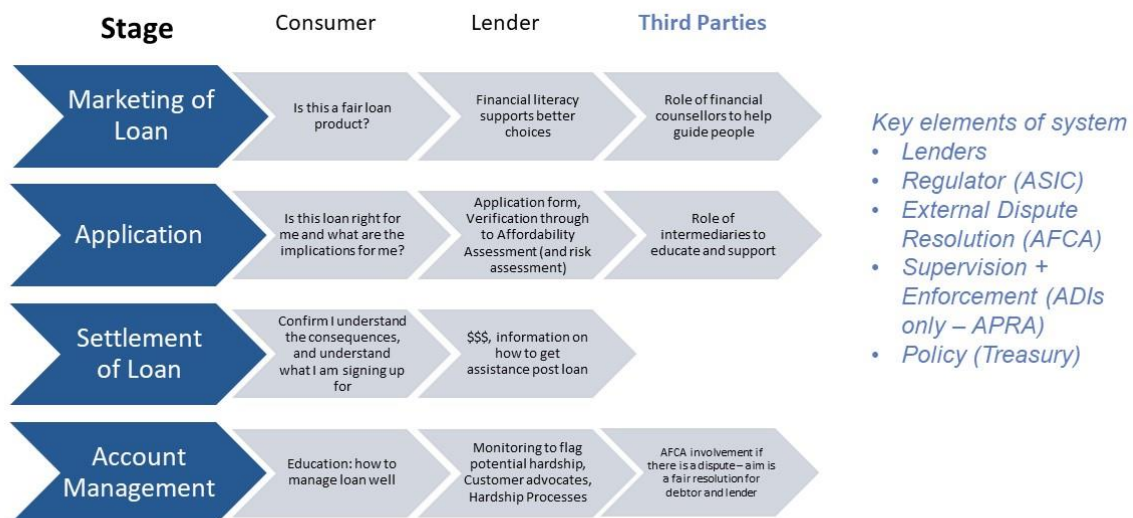 Stage
Consumer
Lender
Third Parties
Marketing of
Loan
Is this a fair loan
product?
Financial literacy
supports better
choices
Role of financial
counsellors to help
guide people
Application
Is this loan right for
me and what are the
implications for me?
Application form,
Verification through
to Affordability
Assessment (and risk
assessment)
Role of
intermediaries to
educate and support
Settlement
of Loan
Confirm I understand
the consequences,
and understand
what I am signing up
for
$$$, information on
how to get
assistance post loan
Account
Management
Education: how to
manage loan well
Monitoring to flag
potential hardship,
Customer advocates,
Hardship Processes
AFCA involvement if
there is a dispute – aim is
a fair resolution for
debtor and lender
Key elements of system
• Lenders
• Regulator (ASIC)
• External Dispute
Resolution (AFCA)
• Supervision +
Enforcement (ADIs
only – APRA)
• Policy (Treasury)